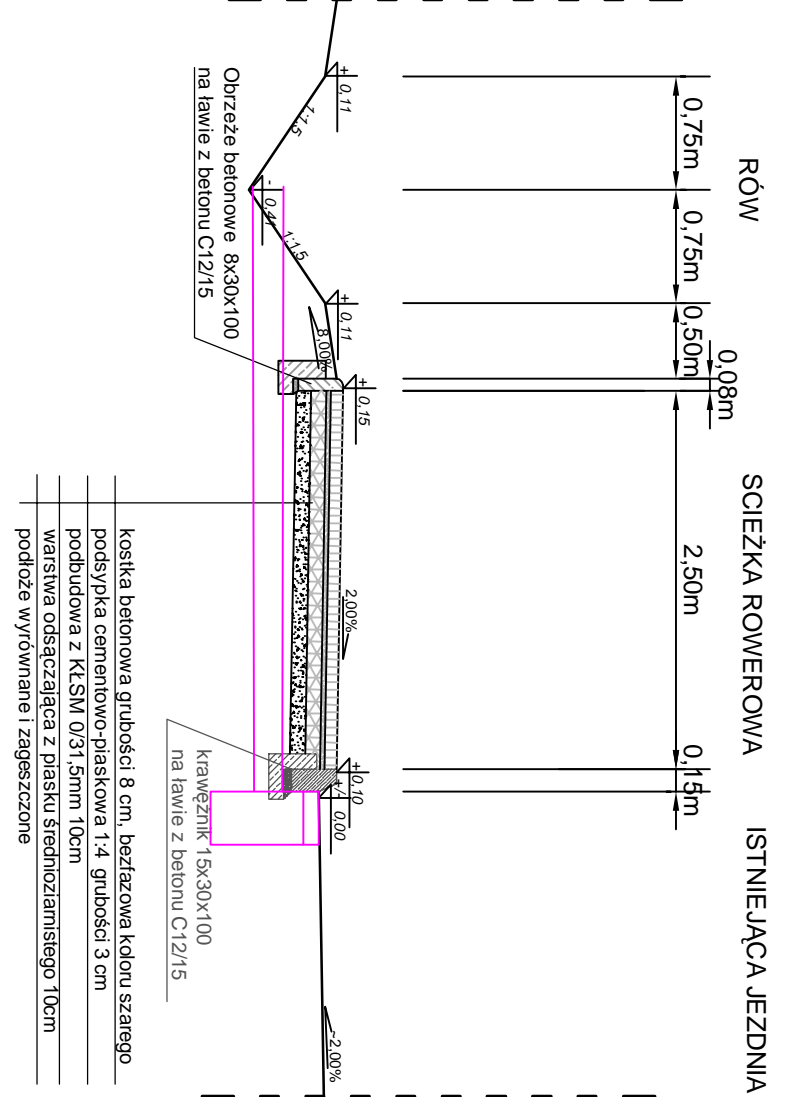 RÓW
SCIEŻKA ROWEROWA
ISTNIEJĄCA JEZDNIA
0,75m
0,75m
0,50m
0,08m
2,50m
0,15m
+
0,11
1:1,5
-
0,41
1:1,5
+
0,11
8,00%
+
0,15
2,00%
+
0,10
+/-
0,00
~2,00%
Obrzeże betonowe 8x30x100
na ławie z betonu C12/15
krawężnik 15x30x100
na ławie z betonu C12/15
kostka betonowa grubości 8 cm, bezfazowa koloru szarego
podsypka cementowo-piaskowa 1:4 grubości 3 cm
podbudowa z KŁSM 0/31,5mm 10cm
warstwa odsączająca z piasku średnioziarnistego 10cm
podłoże wyrównane i zagęszczone